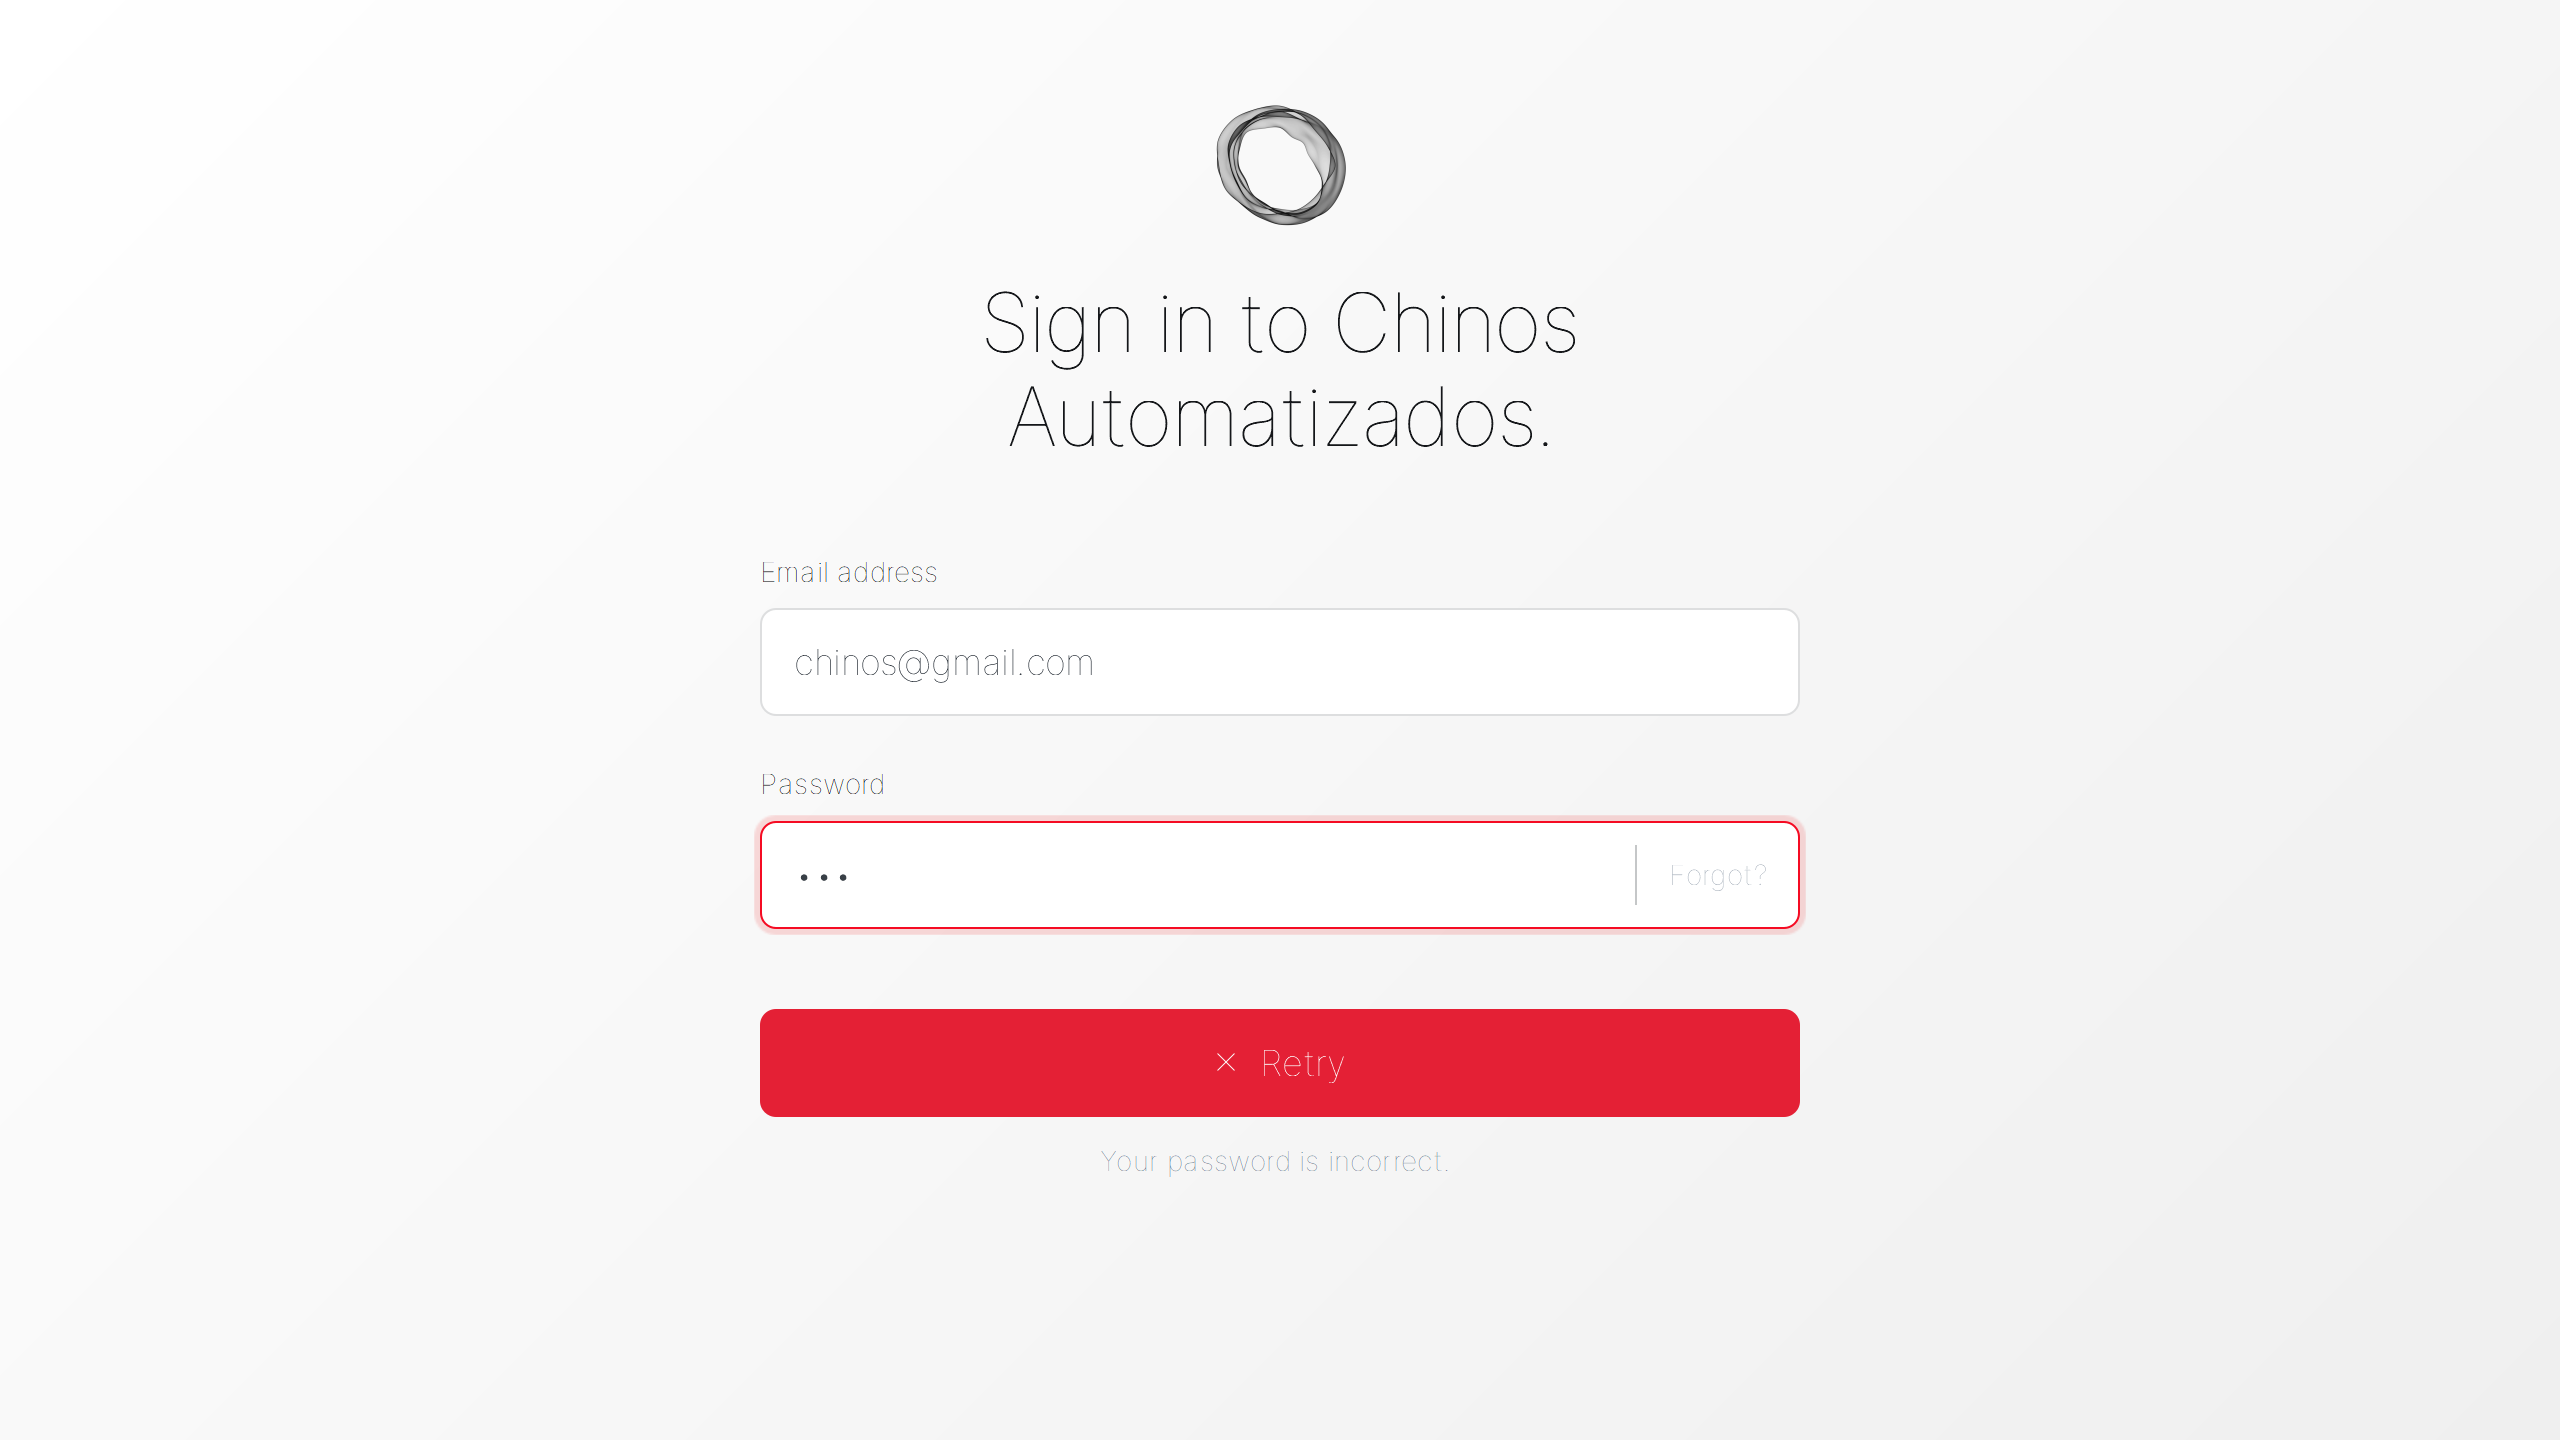 Sign in to Chinos
Automatizados.
Email address
chinos@gmail.com
Password
•••
Forgot?
× Retry
Your password is incorrect.